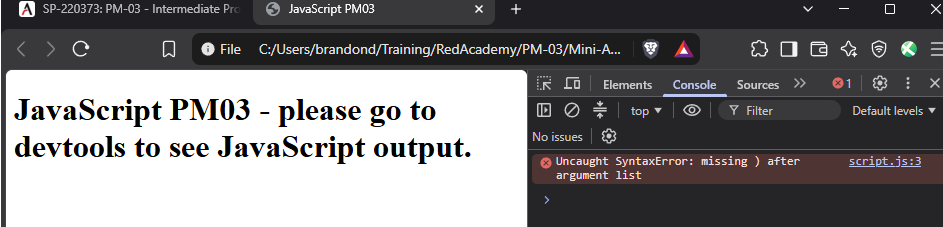 SP-220373: PM-03 - Intermediate Pro
JavaScript PM03
File C:/Users/brandond/Training/RedAcademy/PM-03/Mini-A...
JavaScript PM03 - please go to
devtools to see JavaScript output.
Elements Console Sources 1
top Filter Default levels
No issues
Uncaught SyntaxError: missing ) after script.js:3
argument list